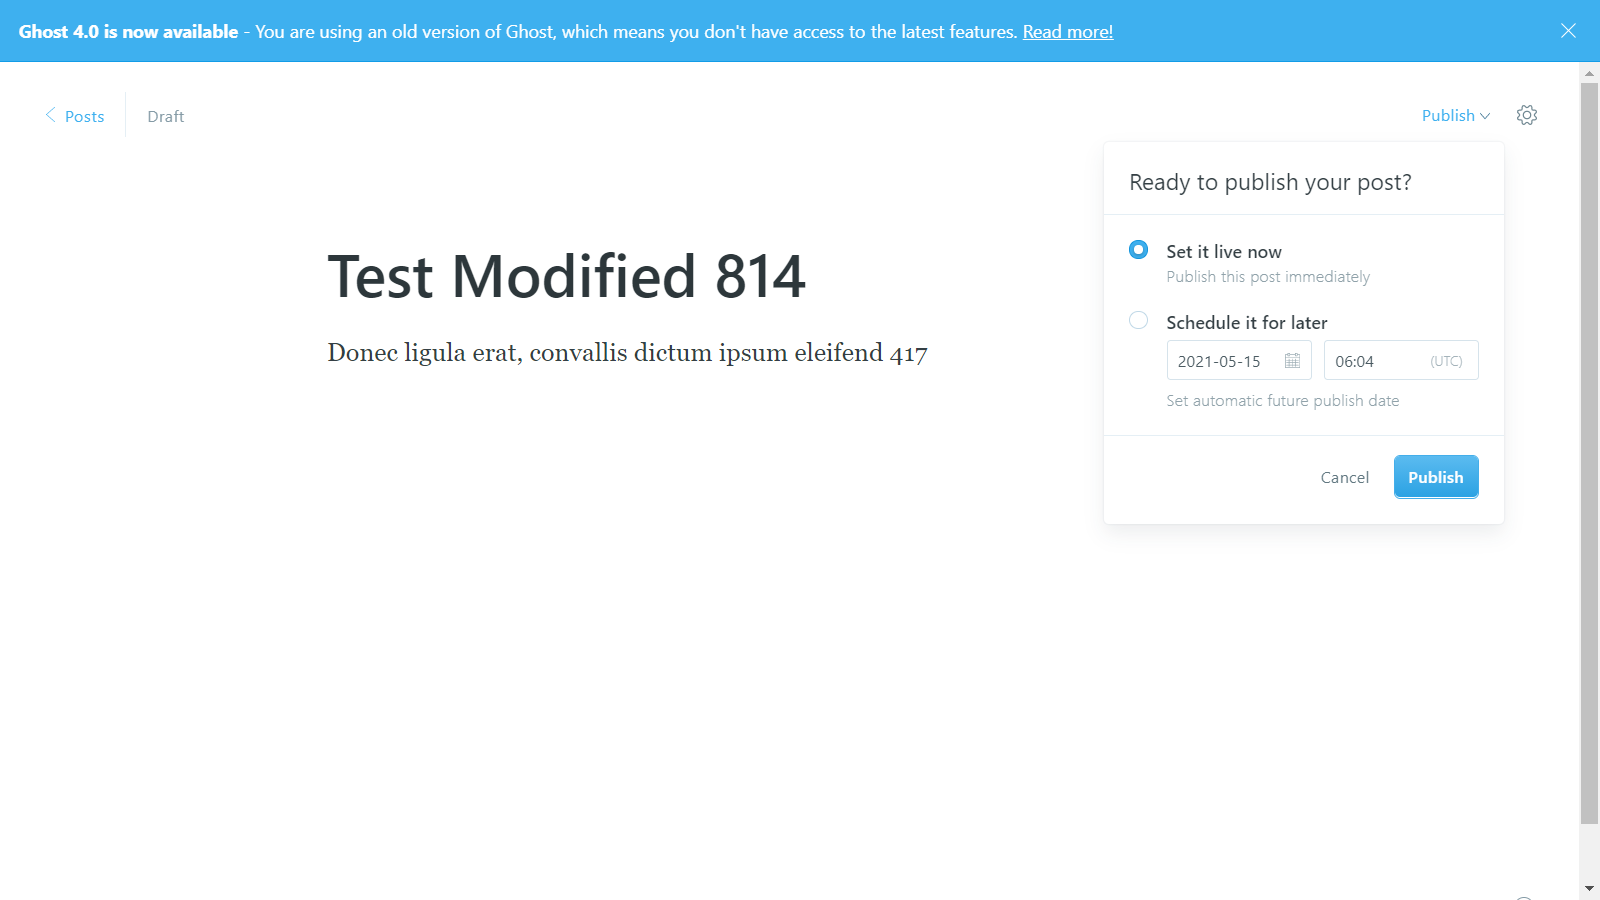 Ghost 4.0 is now available - You are using an old version of Ghost, which means you don't have access to the latest features. Read more!
Posts
Draft
Publish
Ready to publish your post?
Test Modified 814
Donec ligula erat, convallis dictum ipsum eleifend 417
Set it live now
Publish this post immediately
Schedule it for later
2021-05-15
06:04 (UTC)
Set automatic future publish date
Cancel
Publish